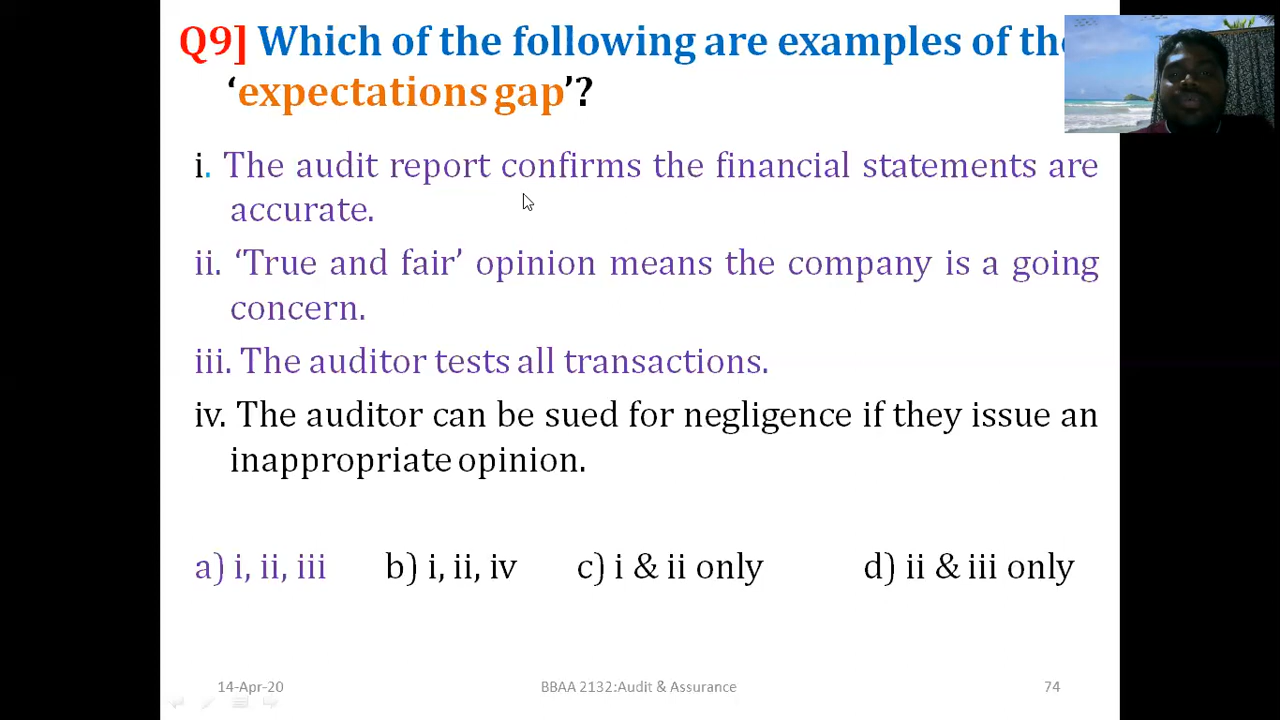 Q9] Which of the following are examples of the
‘expectations gap’?
i. The audit report confirms the financial statements are
accurate.
ii. ‘True and fair’ opinion means the company is a going
concern.
iii. The auditor tests all transactions.
iv. The auditor can be sued for negligence if they issue an
inappropriate opinion.
a) i, ii, iii b) i, ii, iv c) i & ii only d) ii & iii only
14-Apr-20 BBAA 2132:Audit & Assurance 74